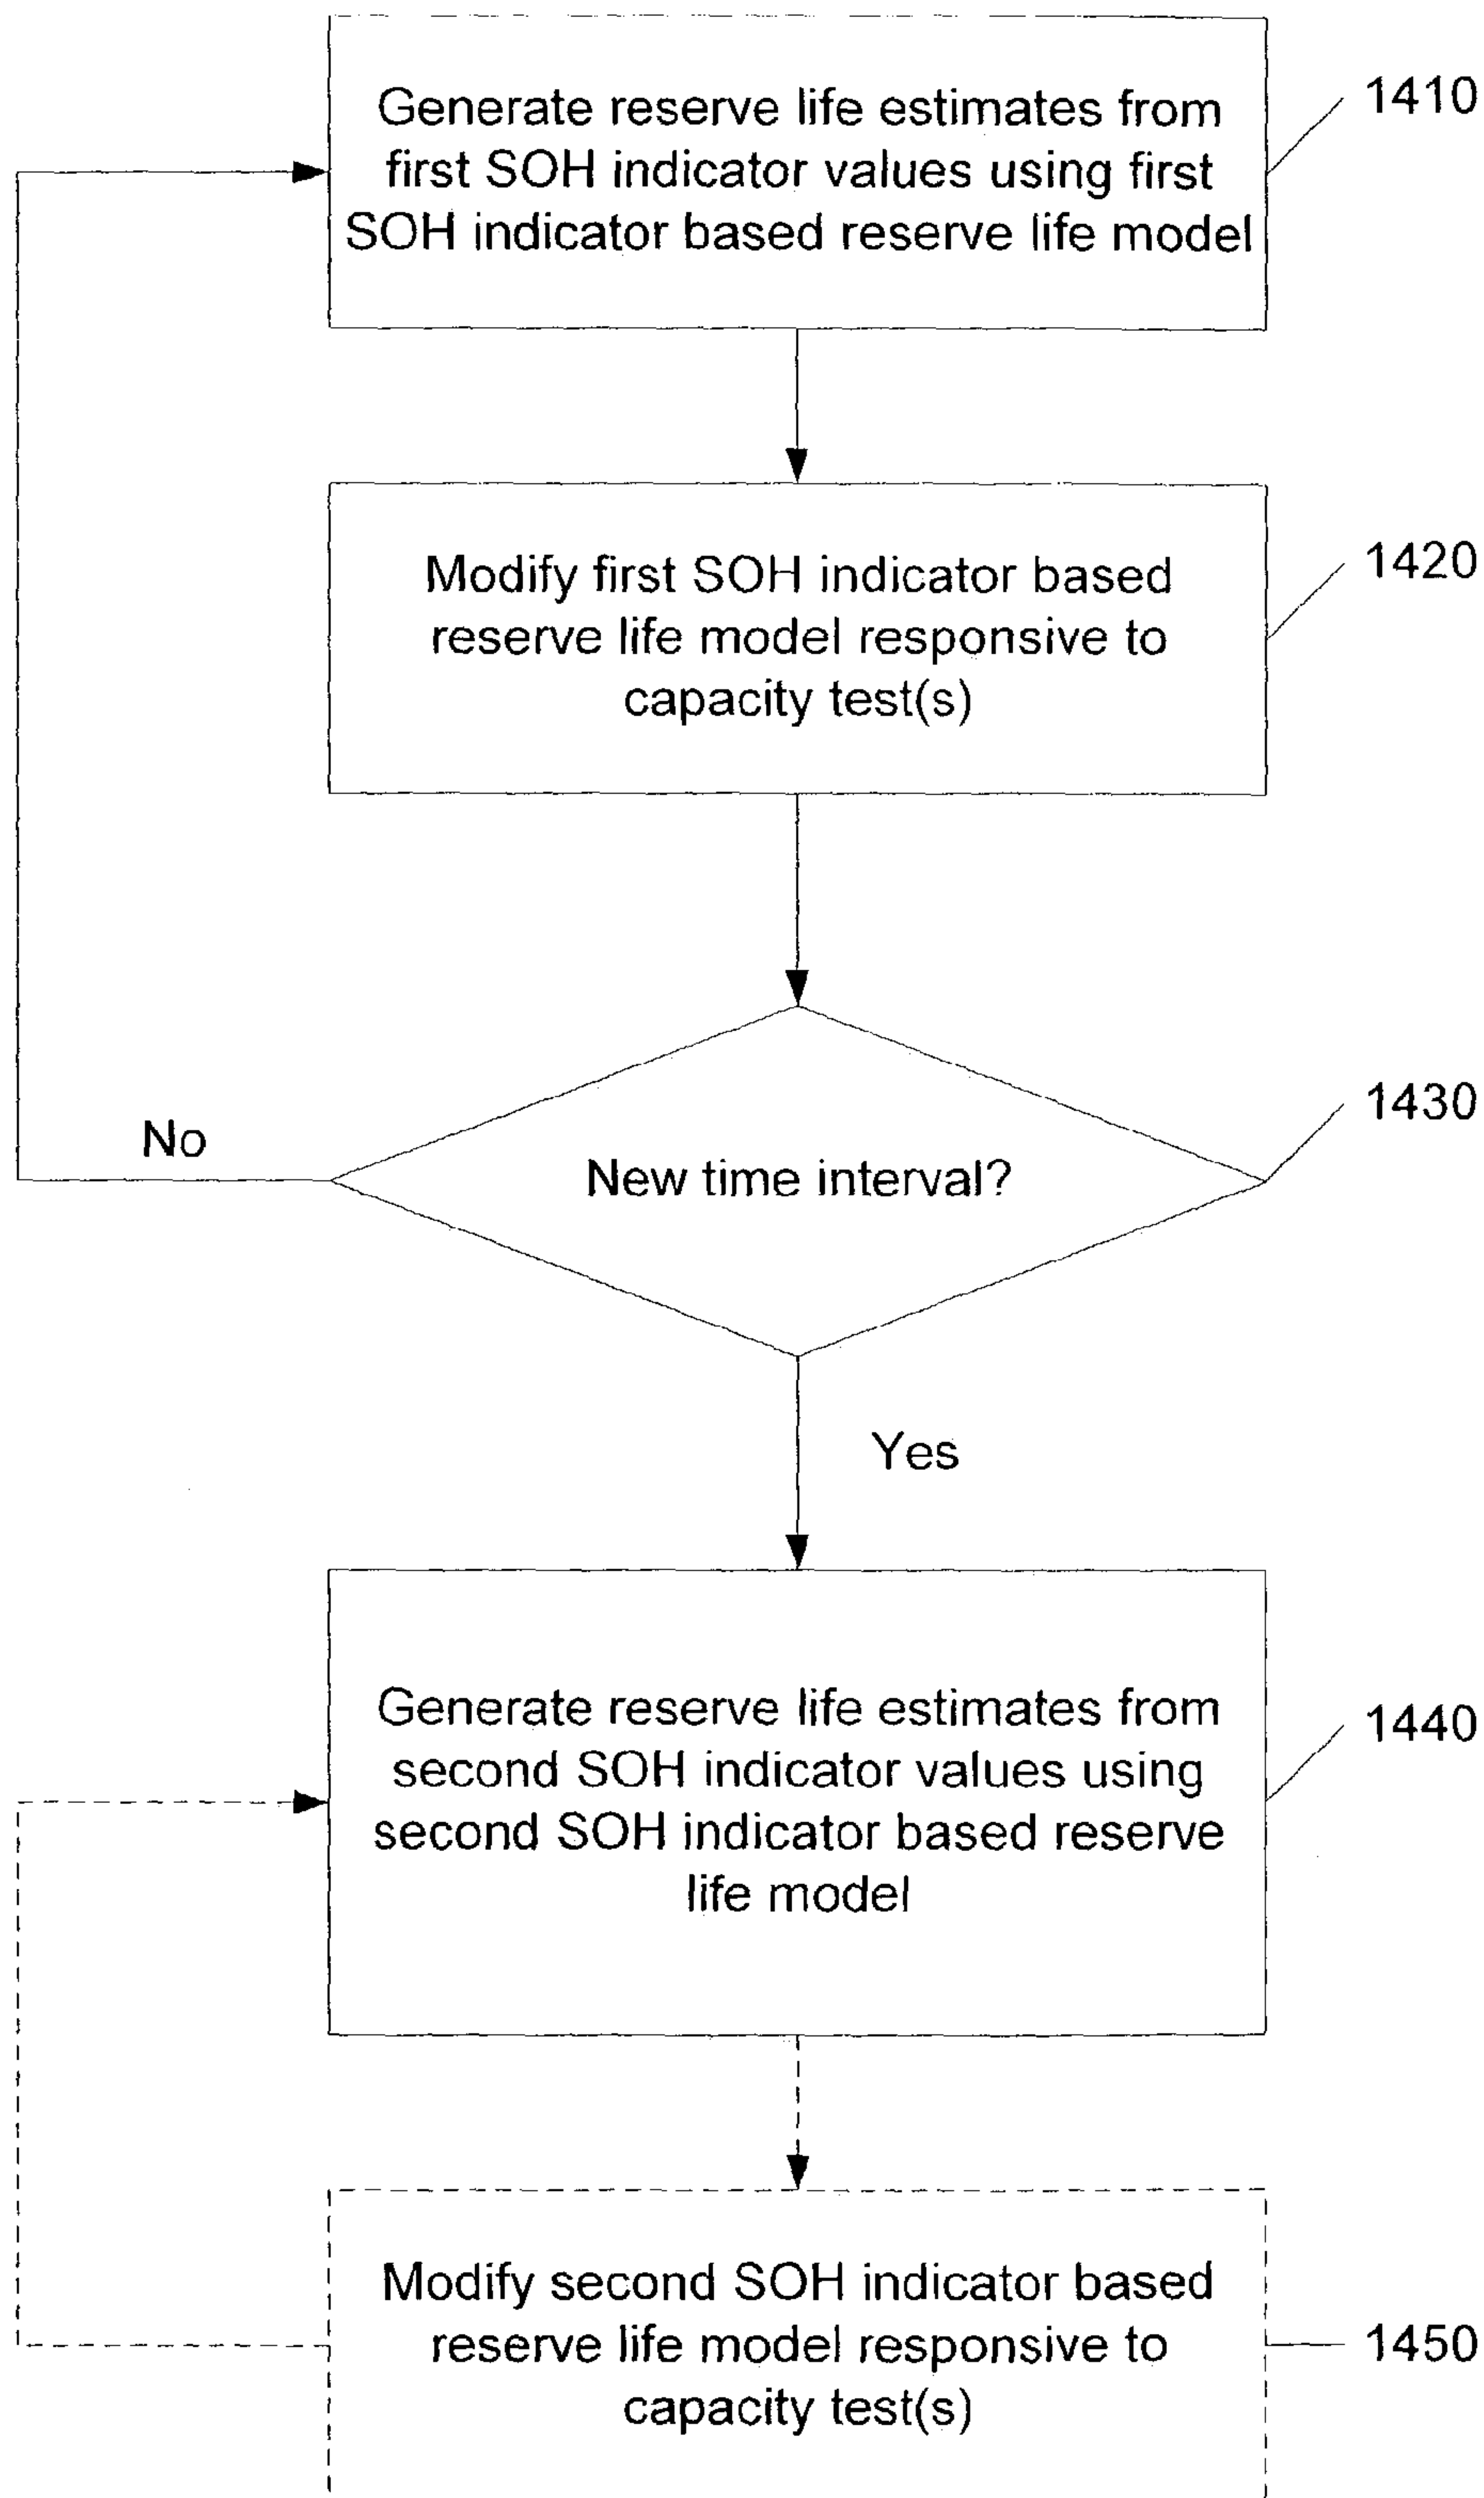 Generate reserve life estimates from
first SOH indicator values using first
SOH indicator based reserve life model
1410
Modify first SOH indicator based
reserve life model responsive to
capacity test(s)
1420
New time interval?
1430
No
Yes
Generate reserve life estimates from
second SOH indicator values using
second SOH indicator based reserve
life model
1440
Modify second SOH indicator based
reserve life model responsive to
capacity test(s)
1450